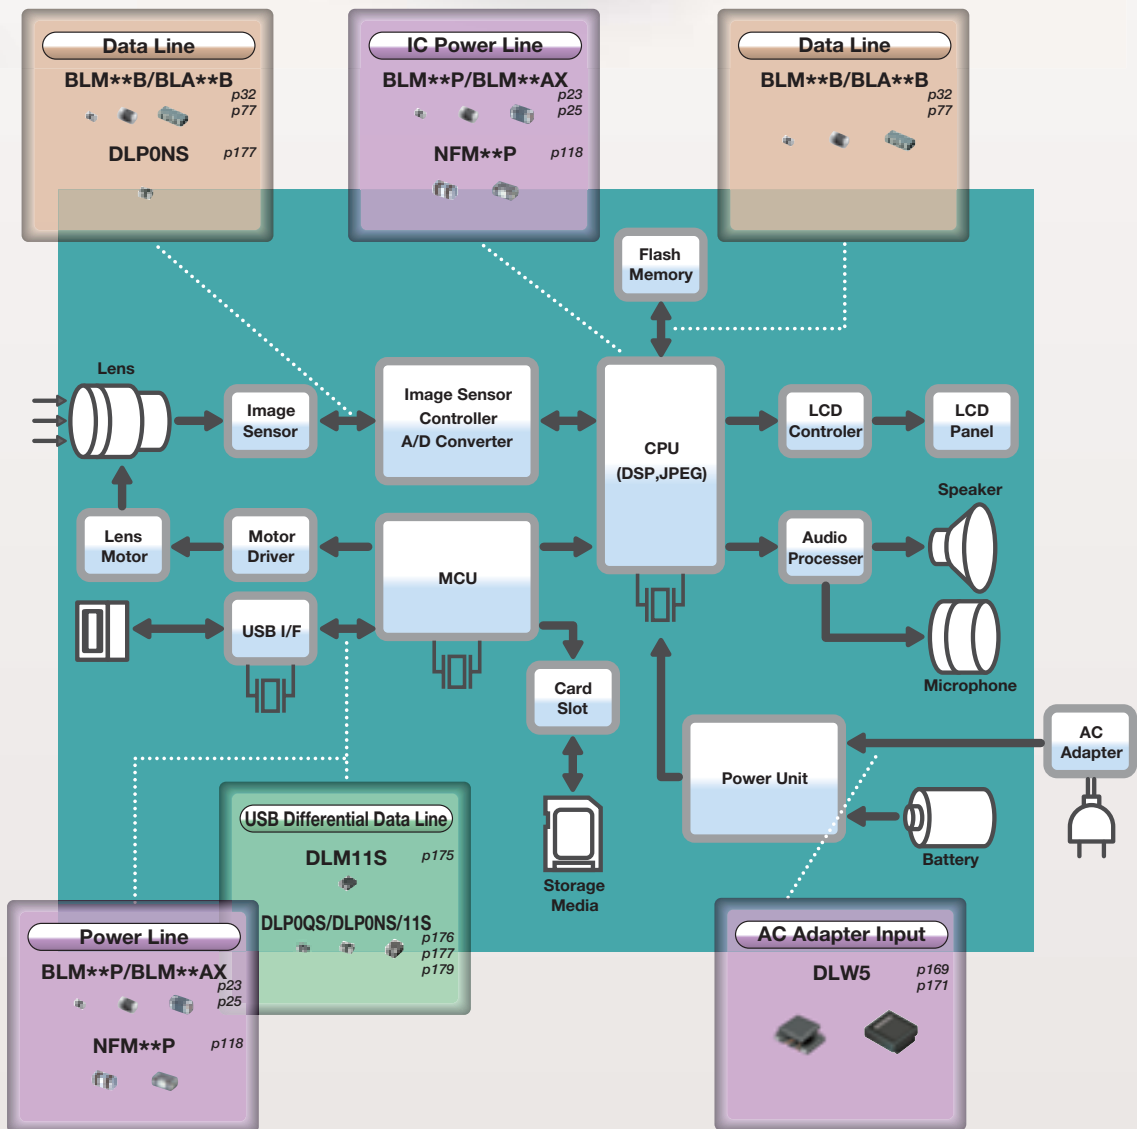 Data Line
BLM**B/BLA**B
p32
p77
DLP0NS
p177
IC Power Line
BLM**P/BLM**AX
p23
p25
NFM**P
p118
Data Line
BLM**B/BLA**B
p32
p77
Flash
Memory
Lens
Image
Sensor
Image Sensor
Controller
A/D Converter
CPU
(DSP,JPEG)
LCD
Controler
LCD
Panel
Speaker
Lens
Motor
Motor
Driver
MCU
Audio
Processer
USB I/F
Card
Slot
Microphone
Power Unit
AC
Adapter
Battery
Storage
Media
USB Differential Data Line
DLM11S
p175
DLP0QS/DLP0NS/11S
p176
p177
p179
Power Line
BLM**P/BLM**AX
p23
p25
NFM**P
p118
AC Adapter Input
DLW5
p169
p171